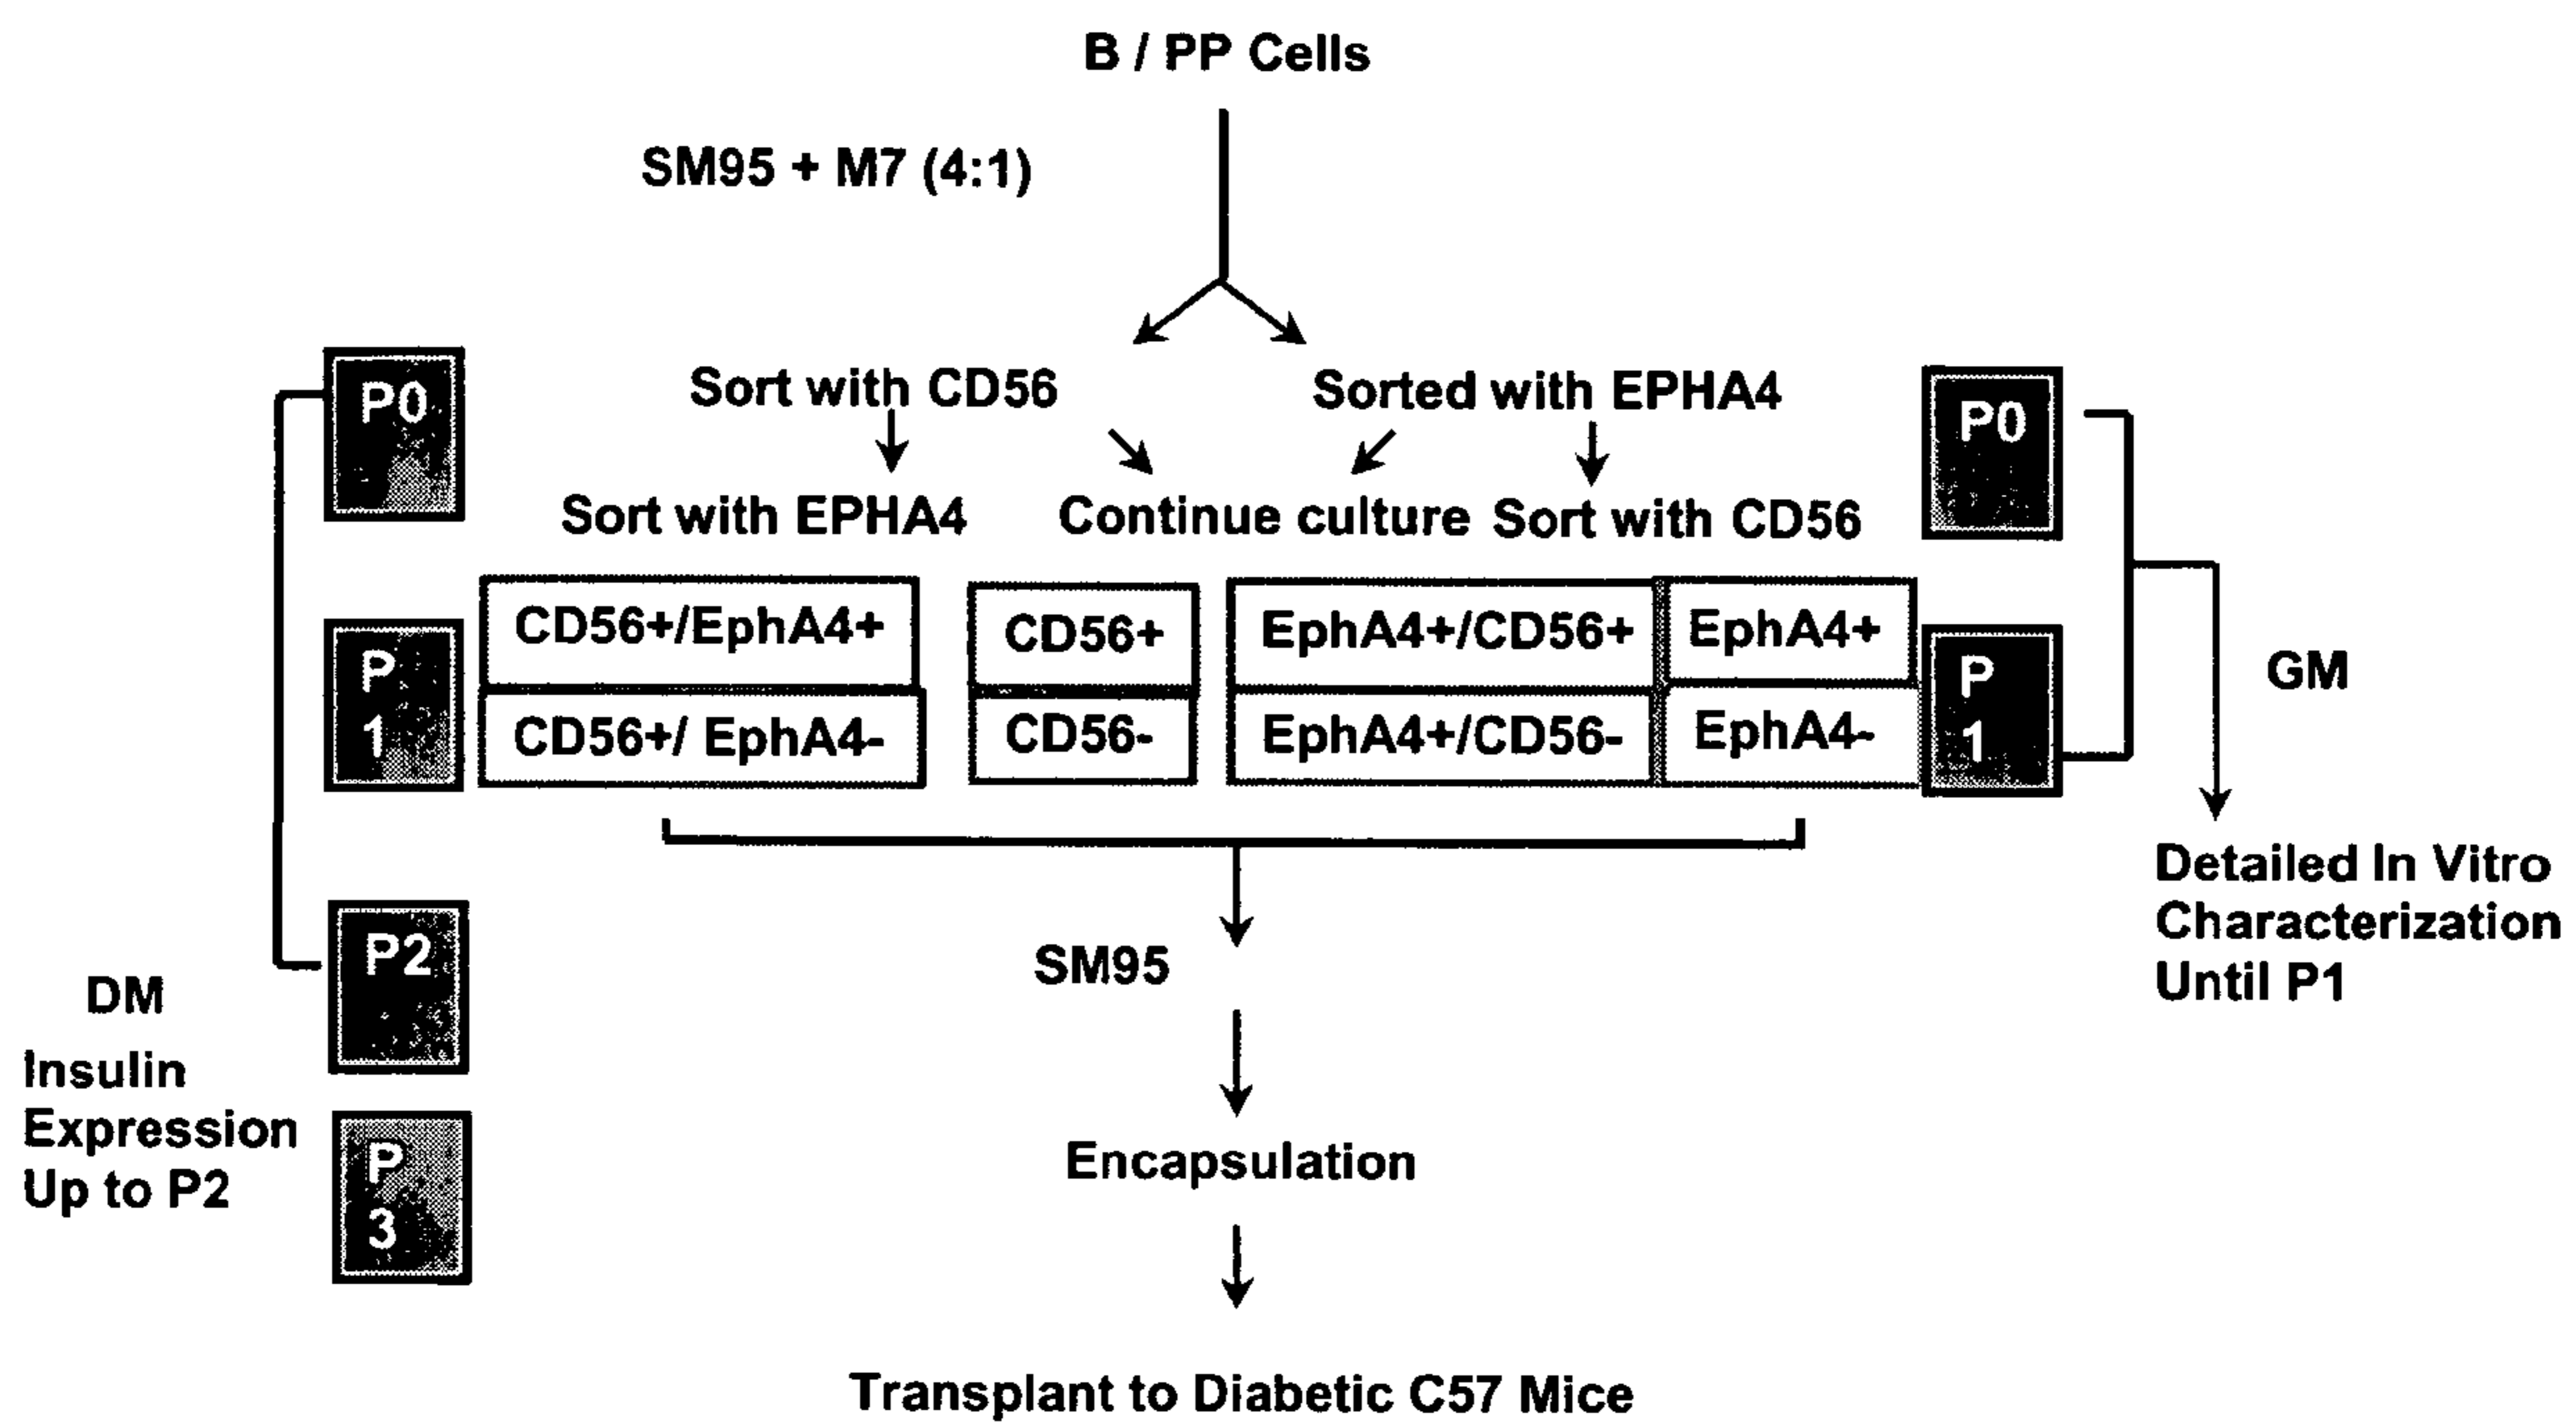 B / PP Cells
SM95 + M7 (4:1)
Sort with CD56
Sorted with EPHA4
P0
P0
Sort with EPHA4
Continue culture
Sort with CD56
CD56+/EphA4+
CD56+
EphA4+/CD56+
EphA4+
P
1
P
1
GM
CD56+/ EphA4-
CD56-
EphA4+/CD56-
EphA4-
Detailed In Vitro
Characterization
Until P1
P2
SM95
DM
Insulin
Expression
Up to P2
P
3
Encapsulation
Transplant to Diabetic C57 Mice